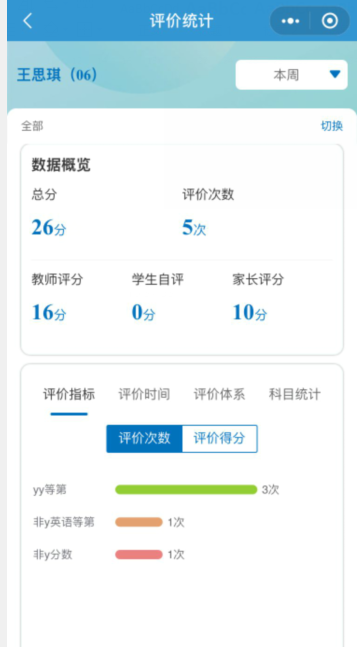 评价统计
王思琪（06）
本周
全部 切换
数据概览
总分 评价次数
26分 5次
教师评分 学生自评 家长评分
16分 0分 10分
评价指标 评价时间 评价体系 科目统计
评价次数 评价得分
yy等第 3次
非y英语等第 1次
非y分数 1次